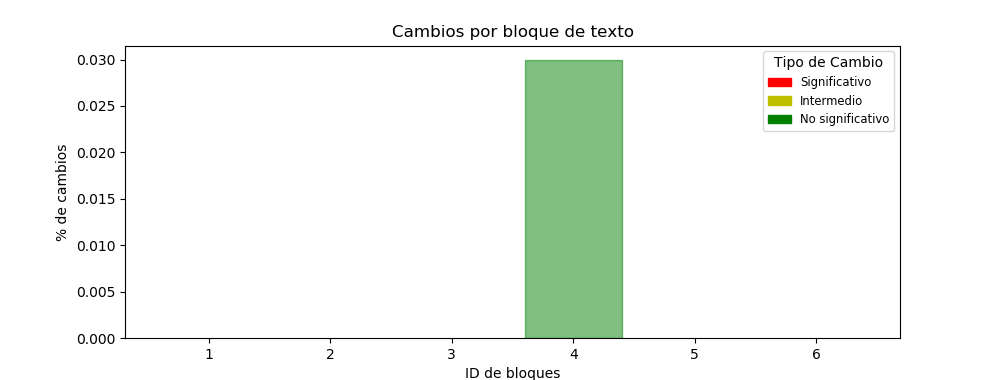 Cambios por bloque de texto
Tipo de Cambio
Significativo
Intermedio
No significativo
% de cambios
0.030
0.025
0.020
0.015
0.010
0.005
0.000
1 2 3 4 5 6
ID de bloques